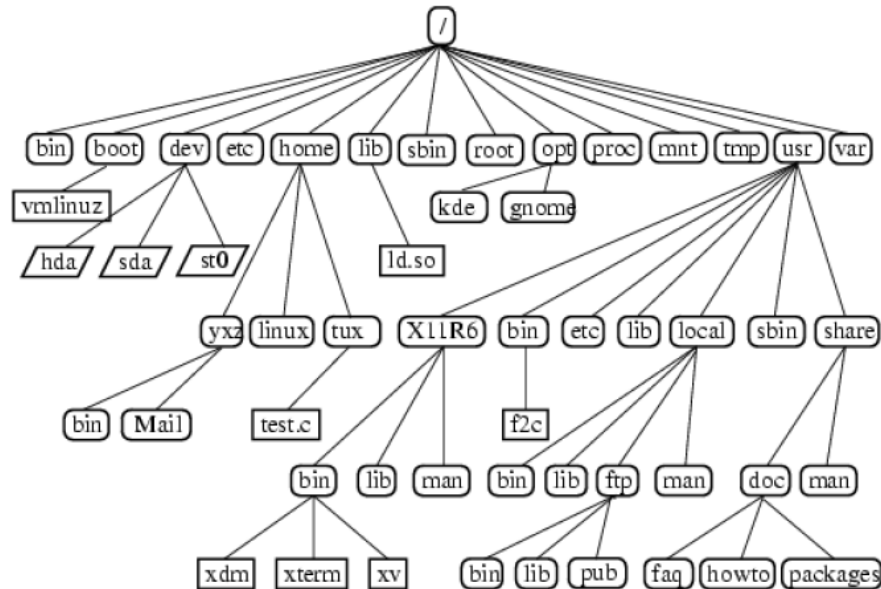 /
bin boot dev etc home lib sbin root opt proc mnt tmp usr var
vmlinuz kde gnome
hda sda st0 ld.so
yxz linux tux X11R6 bin etc lib local sbin share
bin Mail test.c f2c
bin lib man bin lib ftp man doc man
xdm xterm xv bin lib pub faq howto packages